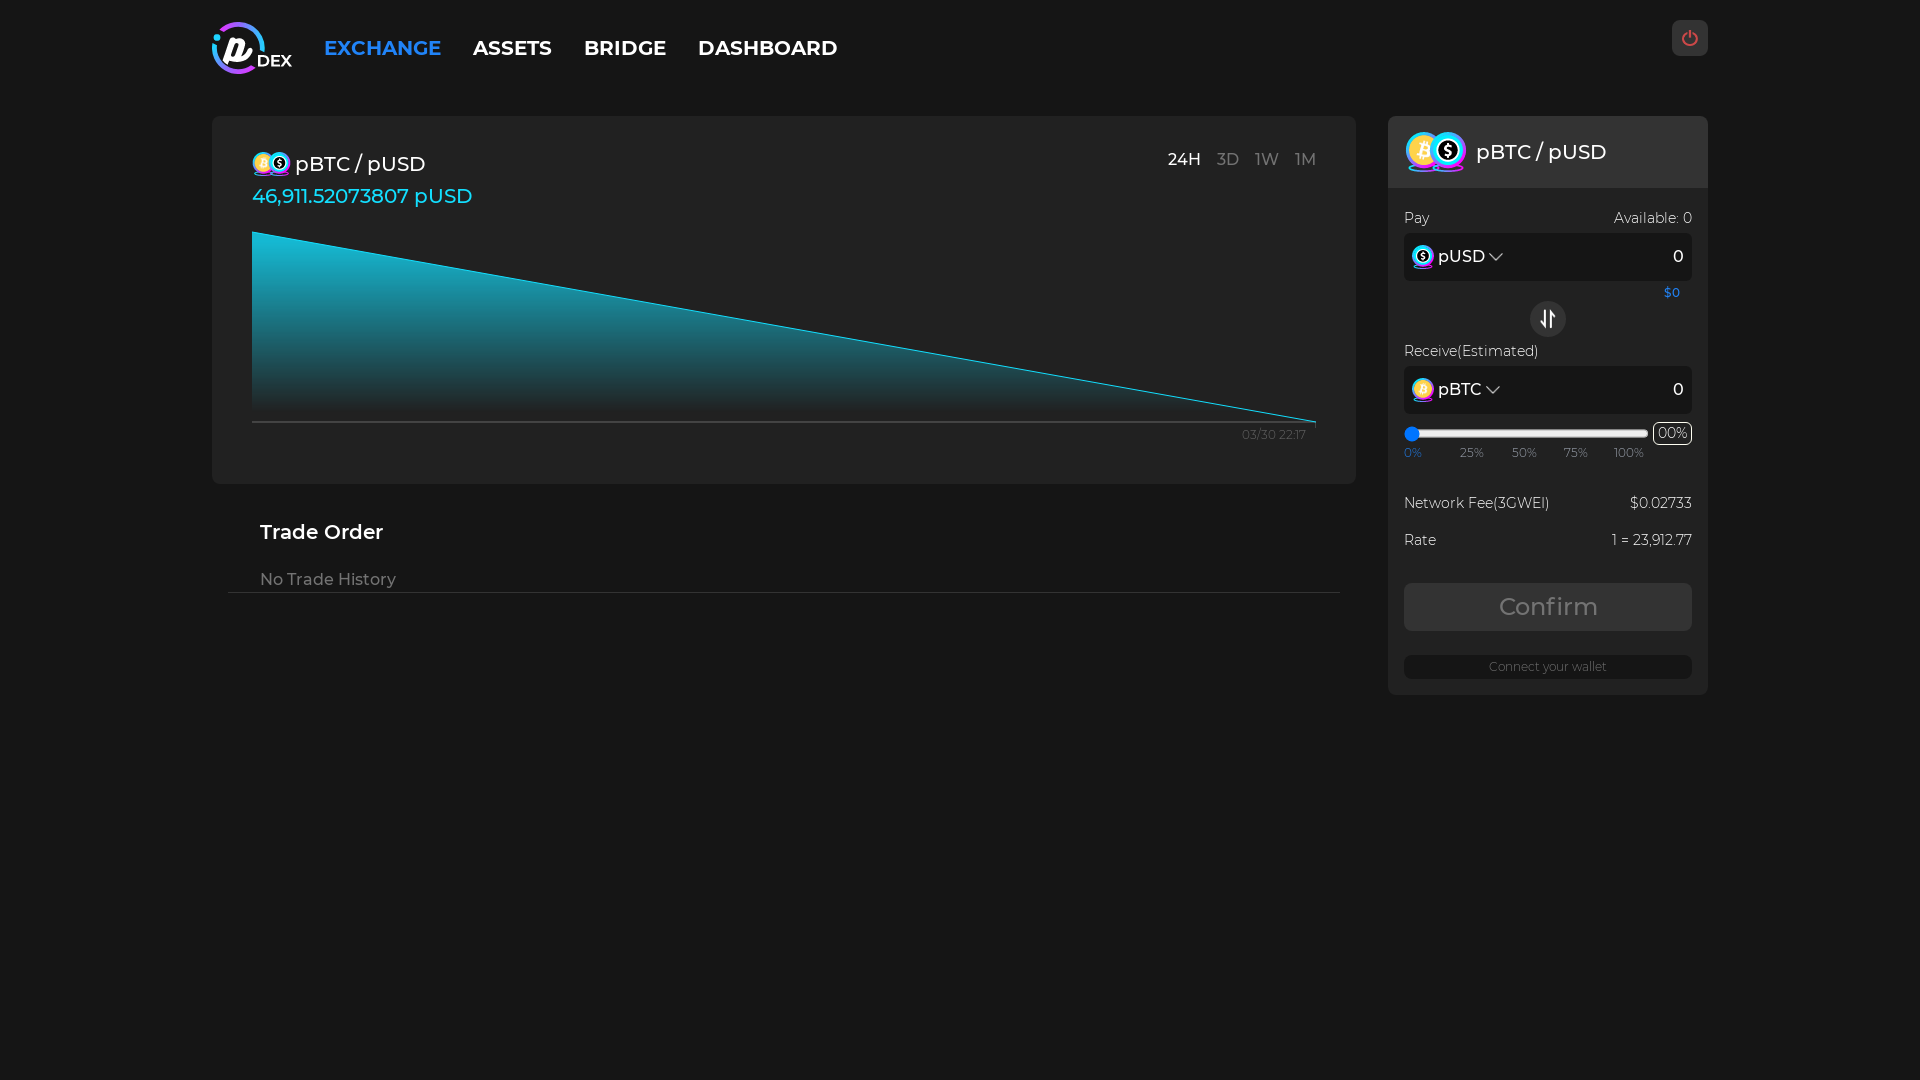 p DEX
EXCHANGE ASSETS BRIDGE DASHBOARD
pBTC / pUSD
24H 3D 1W 1M
46,911.52073807 pUSD
03/30 22:17
Trade Order
No Trade History
pBTC / pUSD
Pay Available: 0
pUSD 0
$0
Receive(Estimated)
pBTC 0
00%
0% 25% 50% 75% 100%
Network Fee(3GWEI) $0.02733
Rate 1 = 23,912.77
Confirm
Connect your wallet